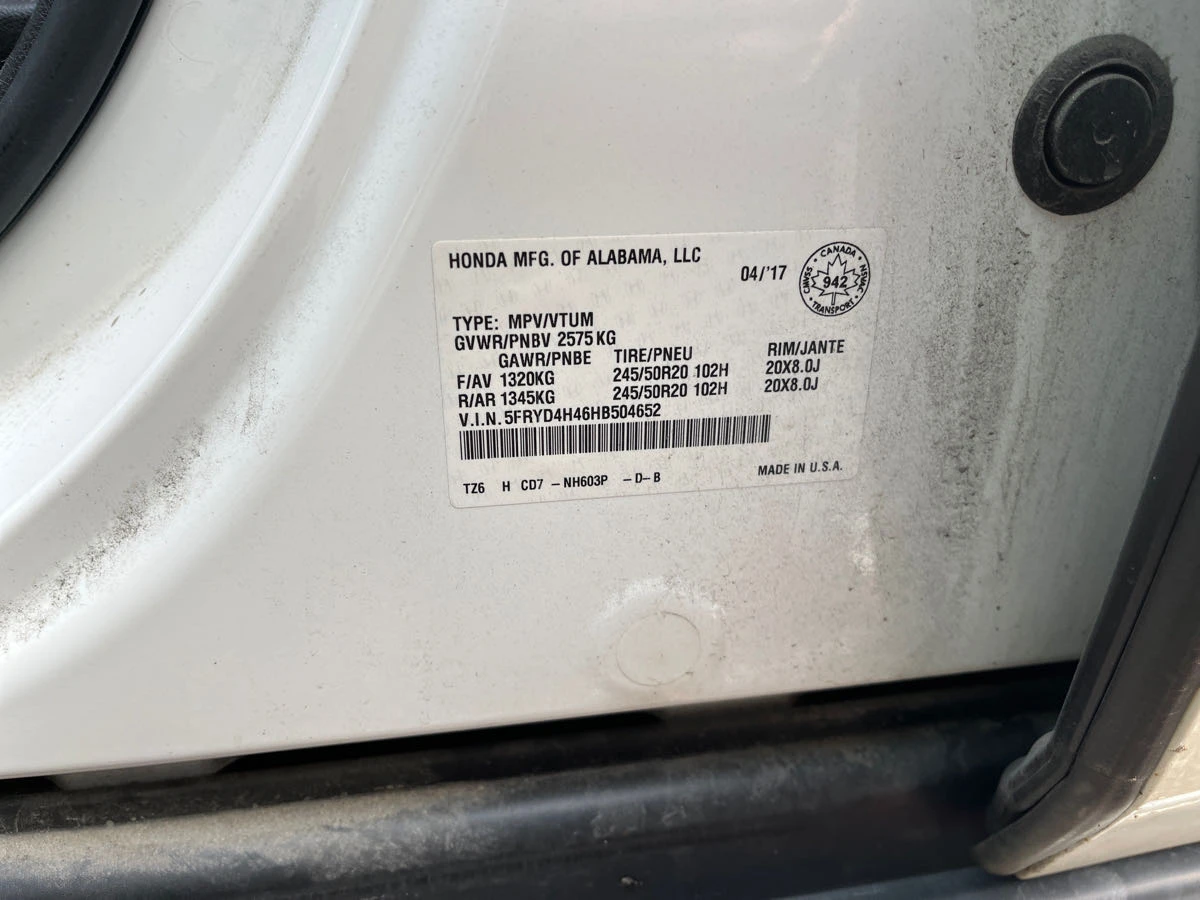 HONDA MFG. OF ALABAMA, LLC
04/'17
CANADA
CMVSS
NSVAC
942
TRANSPORT
TYPE: MPV/VTUM
GVWR/PNBV 2575 KG
GAWR/PNBE TIRE/PNEU RIM/JANTE
F/AV 1320KG 245/50R20 102H 20X8.0J
R/AR 1345KG 245/50R20 102H 20X8.0J
V.I.N. 5FRYD4H46HB504652
TZ6 H CD7 - NH603P - D- B
MADE IN U.S.A.